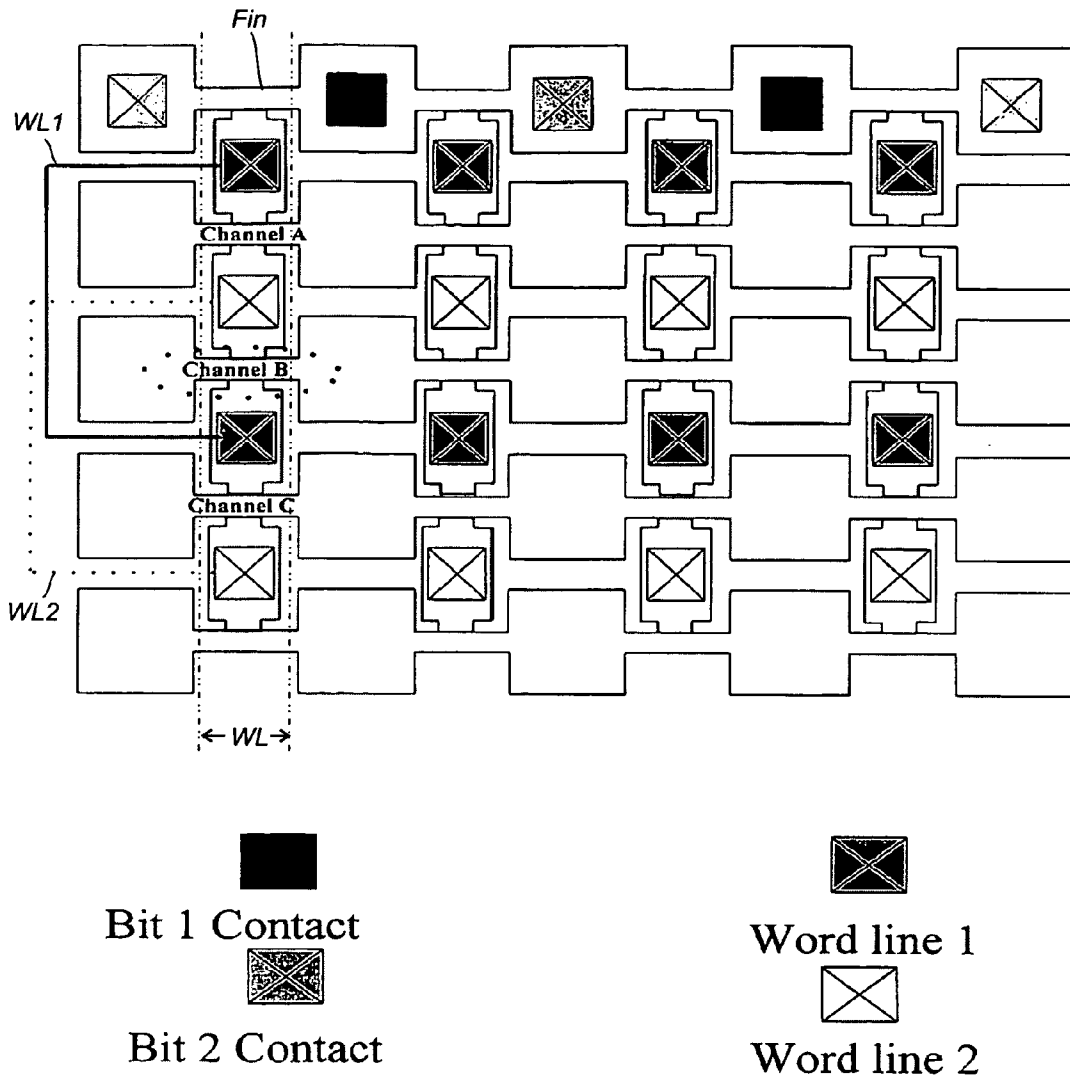 Fin
WL1
Channel A
Channel B
Channel C
WL2
WL
Bit 1 Contact
Word line 1
Bit 2 Contact
Word line 2